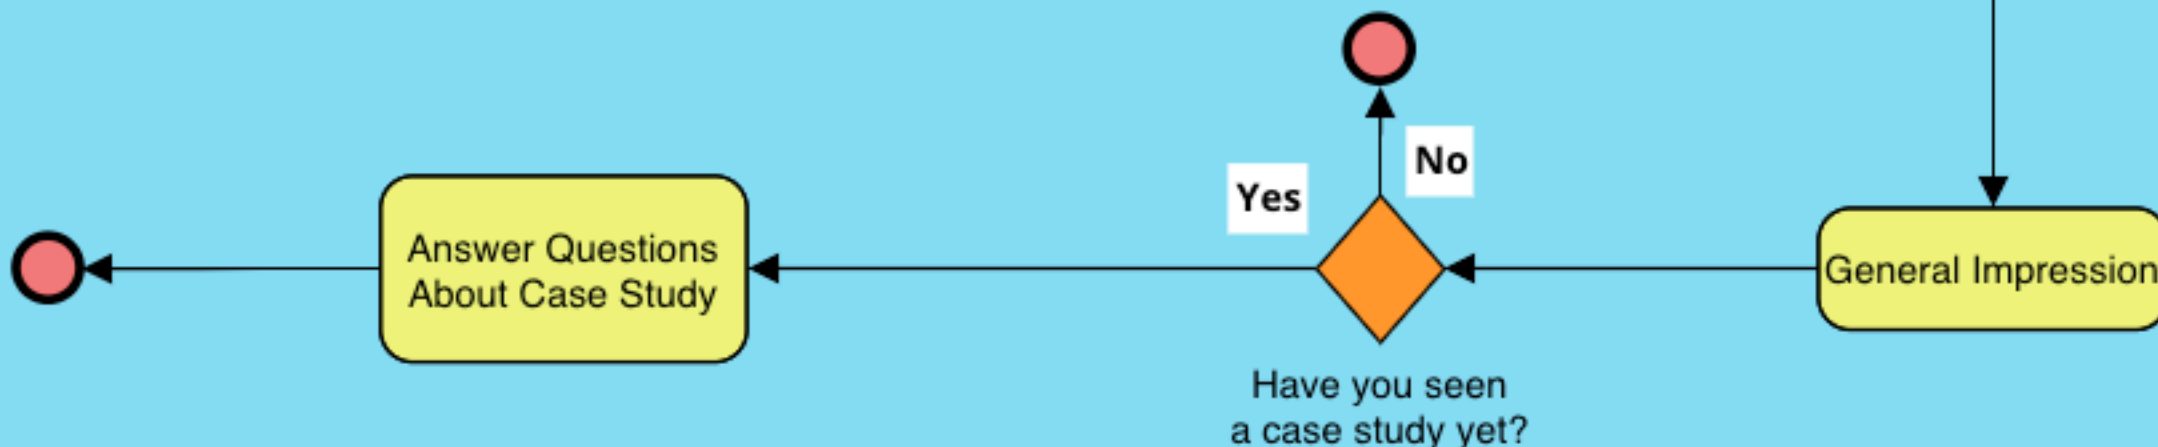 No
Yes
Answer Questions
About Case Study
General Impression
Have you seen
a case study yet?